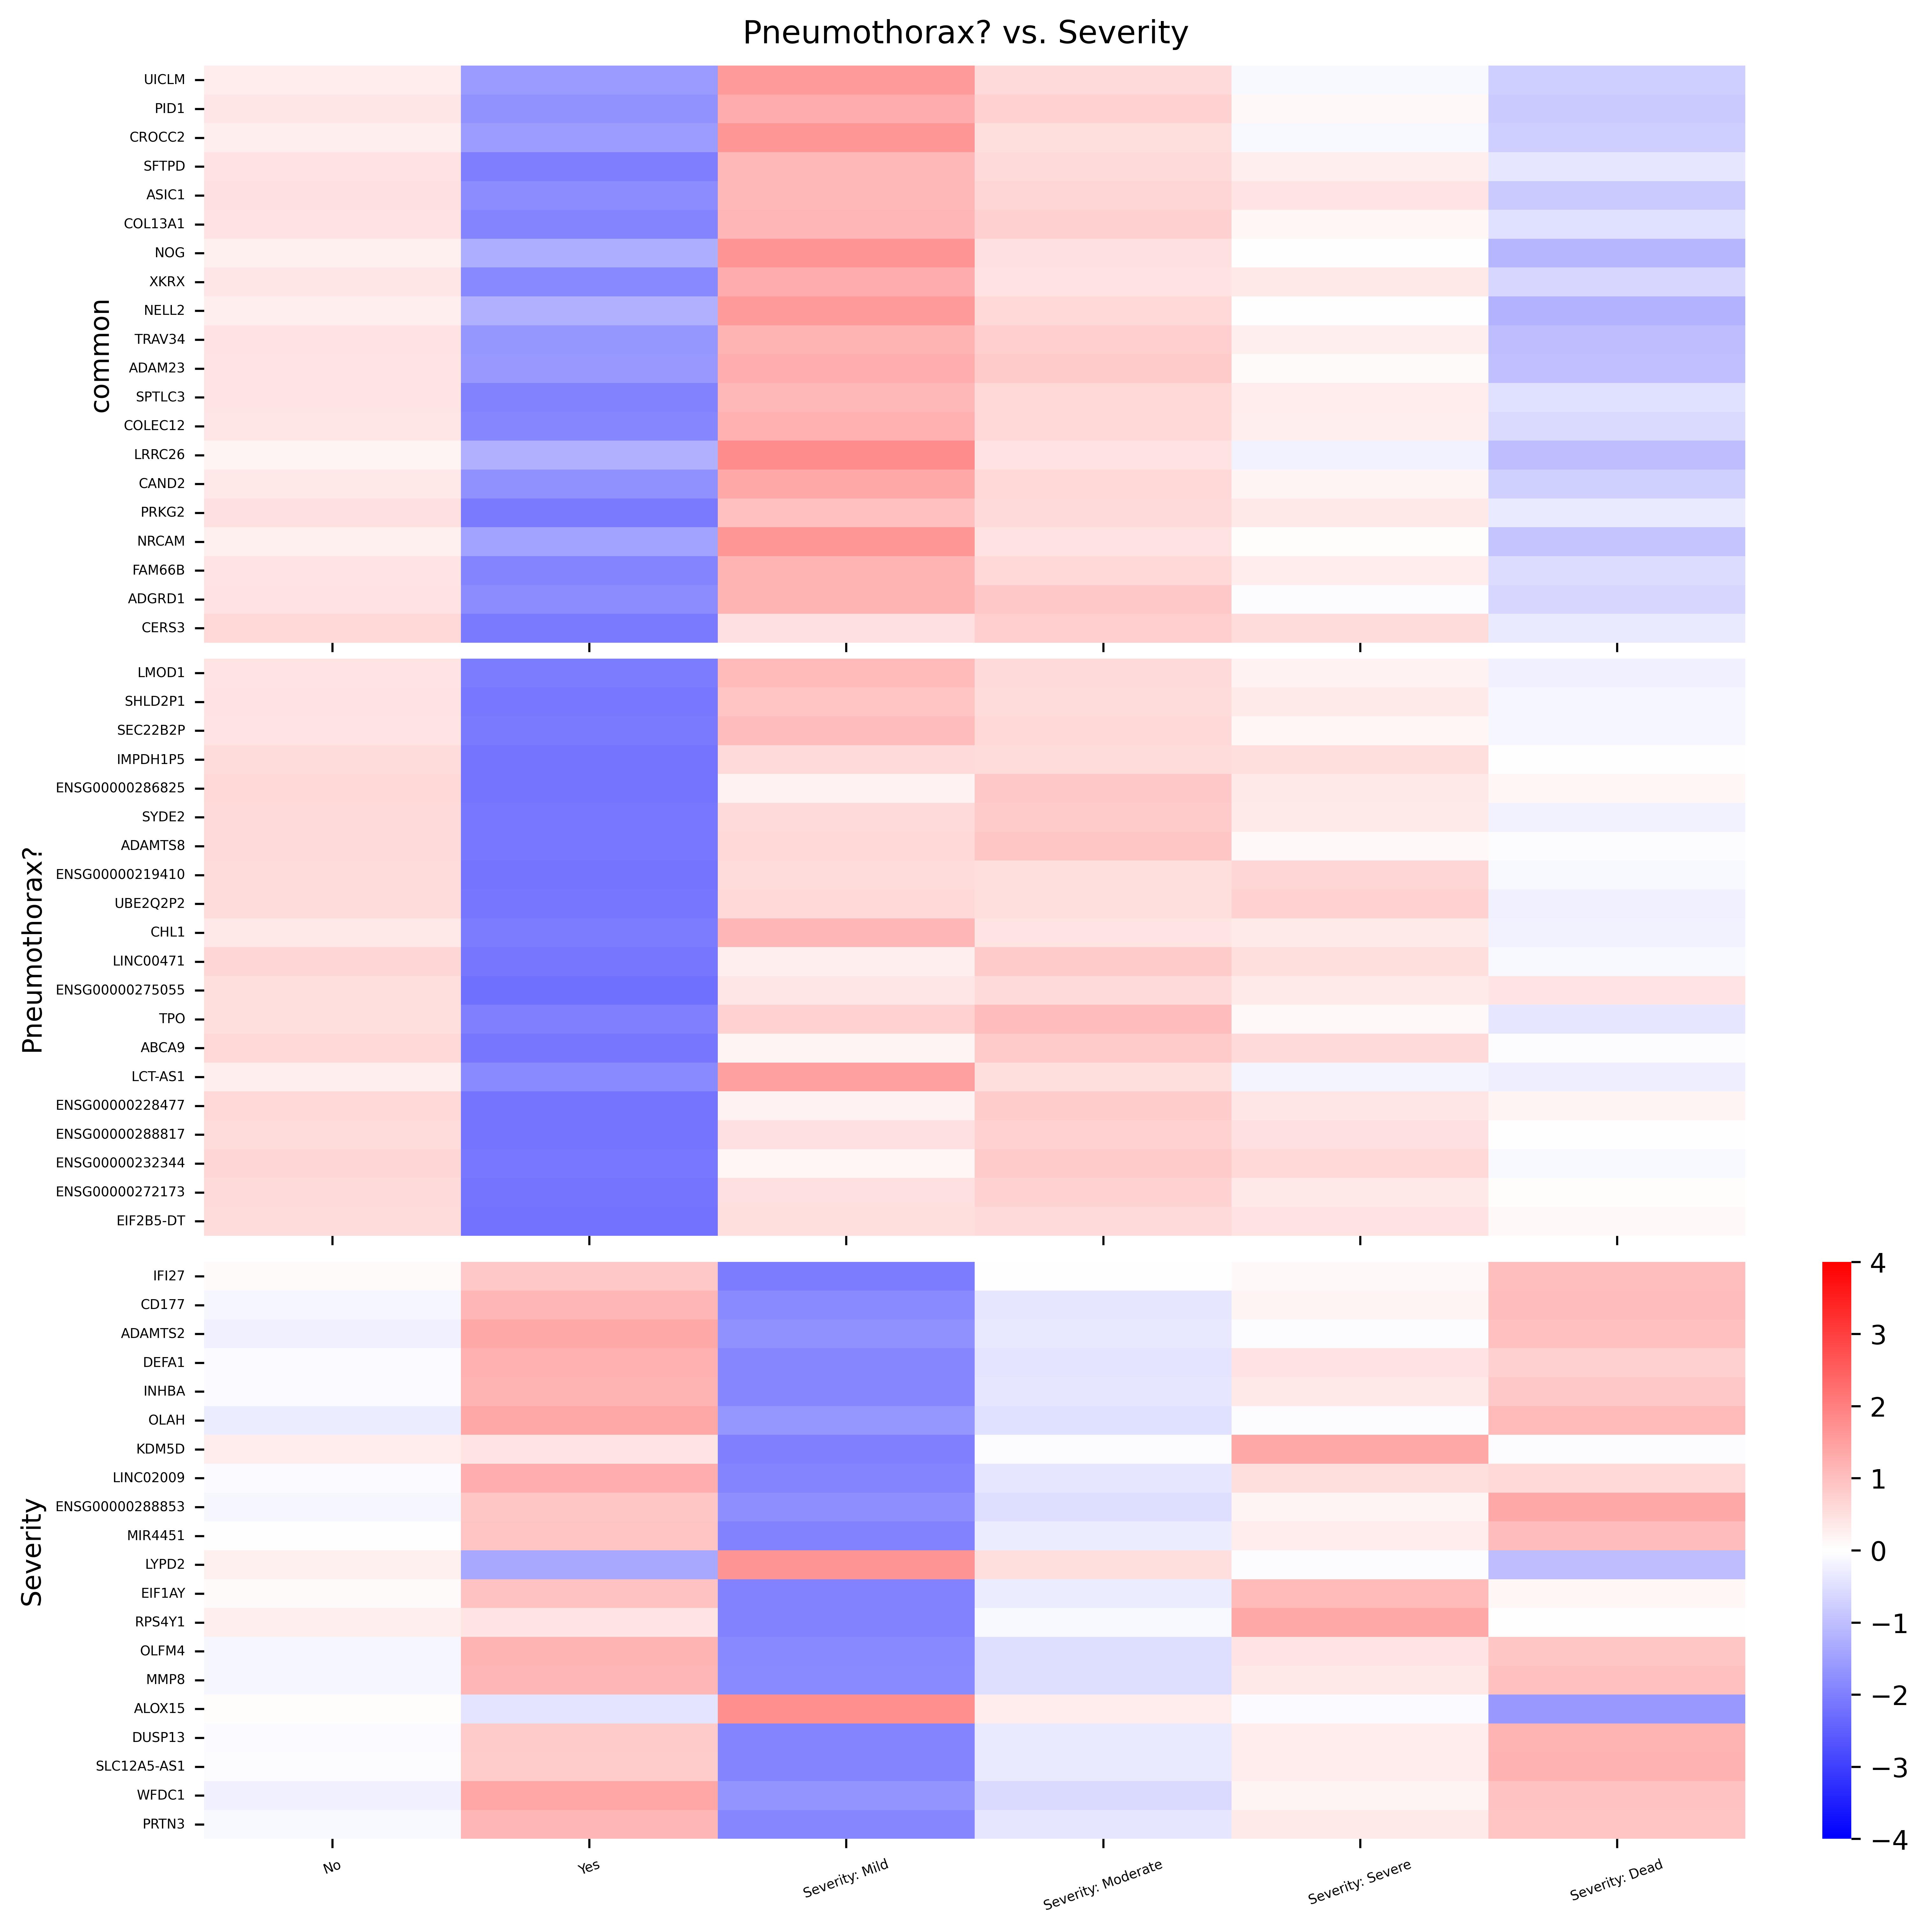 Pneumothorax? vs. Severity
common
UICLM
PID1
CROCC2
SFTPD
ASIC1
COL13A1
NOG
XKRX
NELL2
TRAV34
ADAM23
SPTLC3
COLEC12
LRRC26
CAND2
PRKG2
NRCAM
FAM66B
ADGRD1
CERS3
Pneumothorax?
LMOD1
SHLD2P1
SEC22B2P
IMPDH1P5
ENSG00000286825
SYDE2
ADAMTS8
ENSG00000219410
UBE2Q2P2
CHL1
LINC00471
ENSG00000275055
TPO
ABCA9
LCT-AS1
ENSG00000228477
ENSG00000288817
ENSG00000232344
ENSG00000272173
EIF2B5-DT
Severity
IFI27
CD177
ADAMTS2
DEFA1
INHBA
OLAH
KDM5D
LINC02009
ENSG00000288853
MIR4451
LYPD2
EIF1AY
RPS4Y1
OLFM4
MMP8
ALOX15
DUSP13
SLC12A5-AS1
WFDC1
PRTN3
No
Yes
Severity: Mild
Severity: Moderate
Severity: Severe
Severity: Dead
4
3
2
1
0
−1
−2
−3
−4